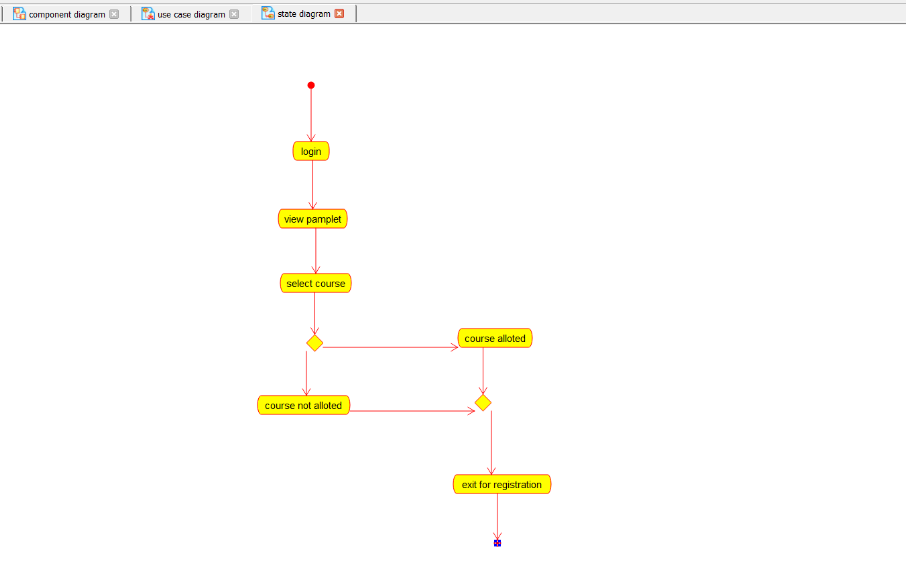 component diagram
use case diagram
state diagram
login
view pamplet
select course
course alloted
course not alloted
exit for registration